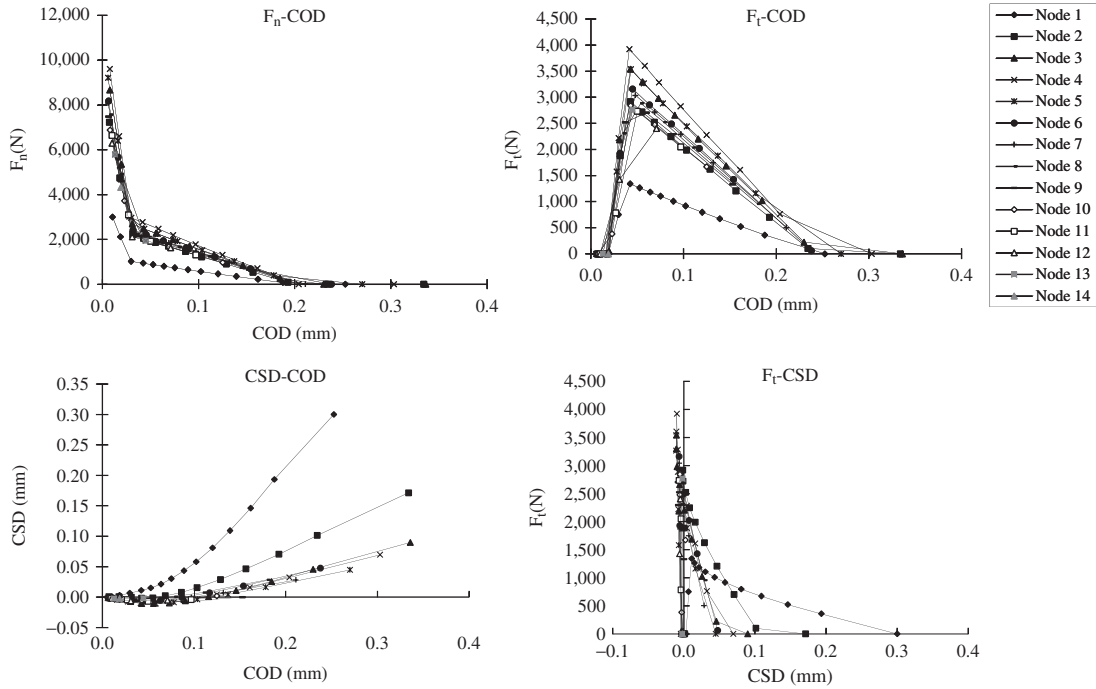 Fn-COD
12,000
10,000
8,000
6,000
4,000
2,000
0
Fn(N)
0.0 0.1 0.2 0.3 0.4
COD (mm)
Ft-COD
4,500
4,000
3,500
3,000
2,500
2,000
1,500
1,000
500
0
Ft(N)
0.0 0.1 0.2 0.3 0.4
COD (mm)
Node 1
Node 2
Node 3
Node 4
Node 5
Node 6
Node 7
Node 8
Node 9
Node 10
Node 11
Node 12
Node 13
Node 14
CSD-COD
0.35
0.30
0.25
0.20
0.15
0.10
0.05
0.00
−0.05
CSD (mm)
0.0 0.1 0.2 0.3 0.4
COD (mm)
Ft-CSD
4,500
4,000
3,500
3,000
2,500
2,000
1,500
1,000
500
0
Ft(N)
−0.1 0.0 0.1 0.2 0.3 0.4
CSD (mm)